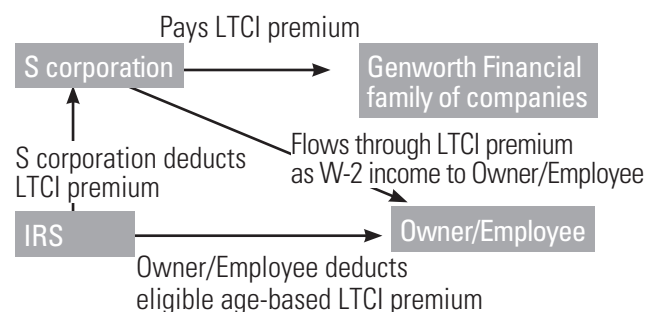 Pays LTCI premium
S corporation
Genworth Financial
family of companies
Flows through LTCI premium
as W-2 income to Owner/Employee
S corporation deducts
LTCI premium
IRS
Owner/Employee
Owner/Employee deducts
eligible age-based LTCI premium